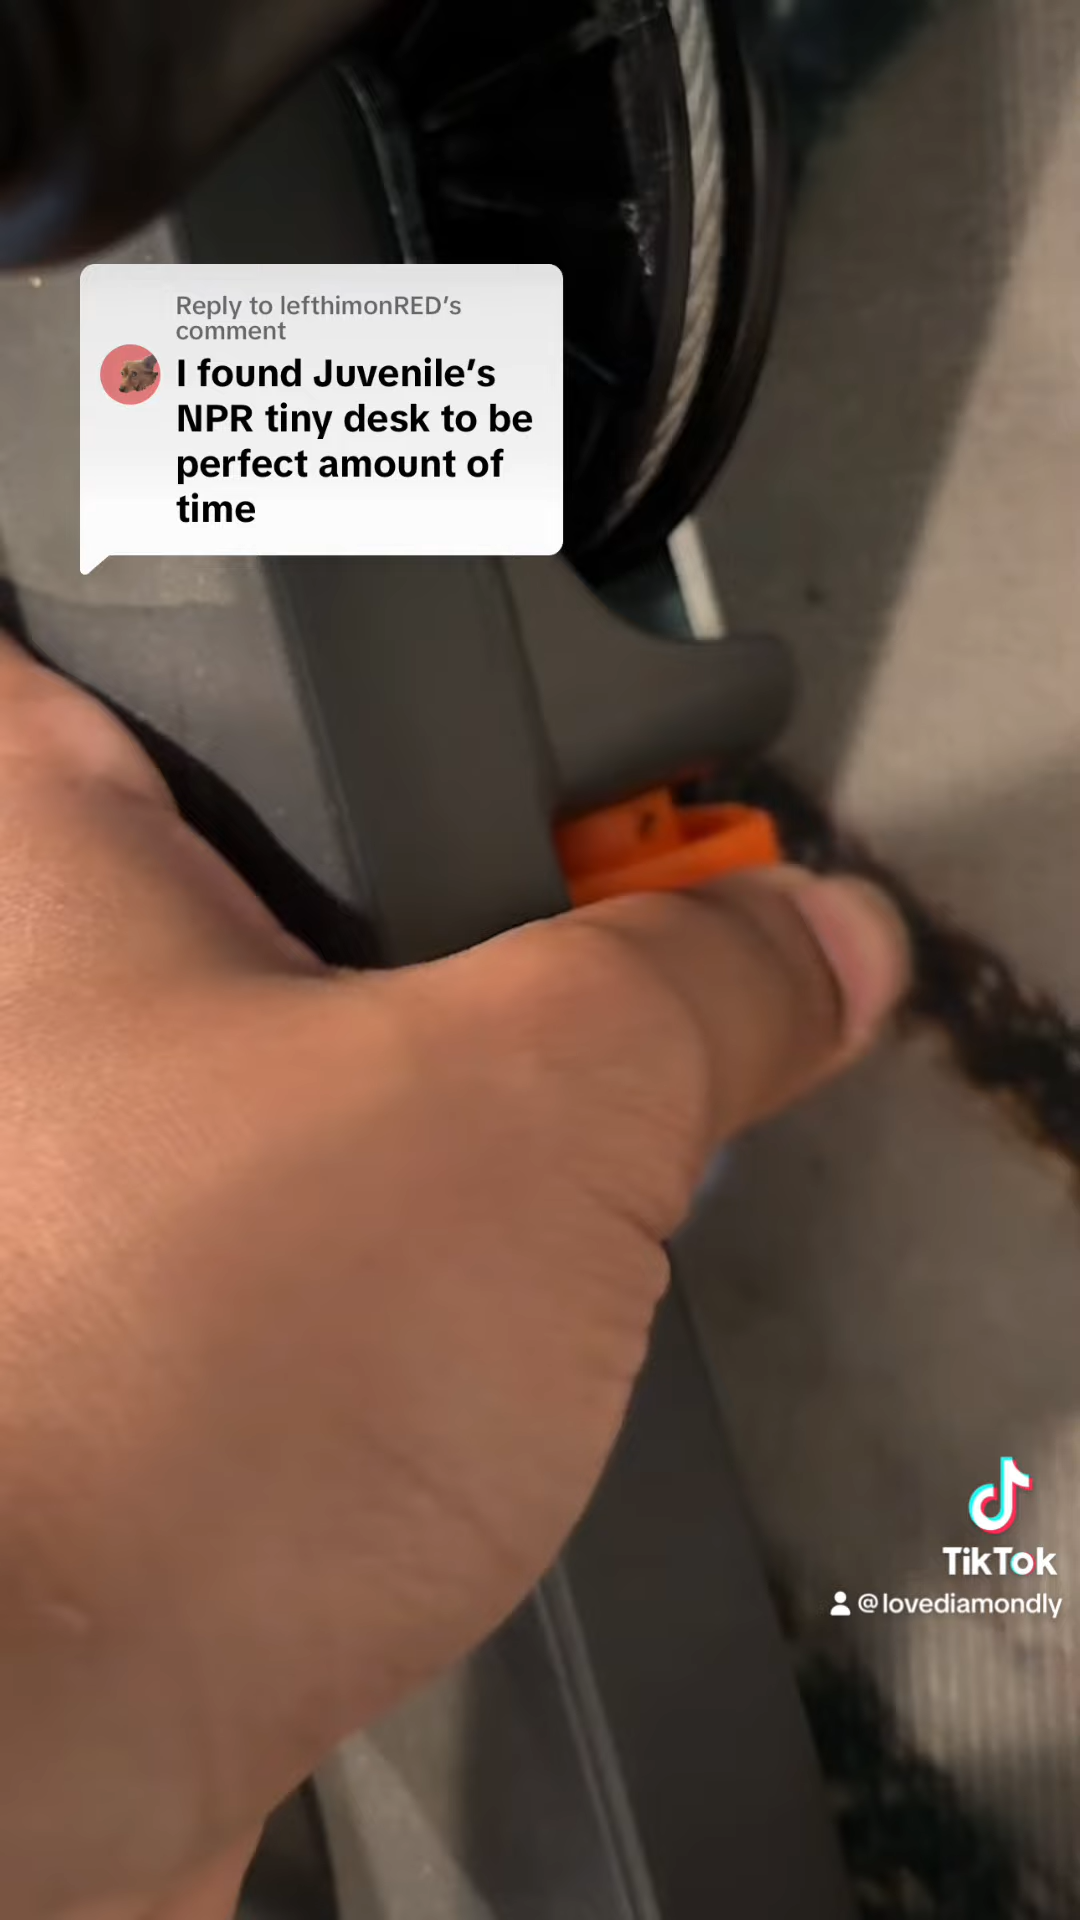 Reply to lefthimonRED’s
comment
I found Juvenile’s
NPR tiny desk to be
perfect amount of
time
TikTok
@lovediamondly